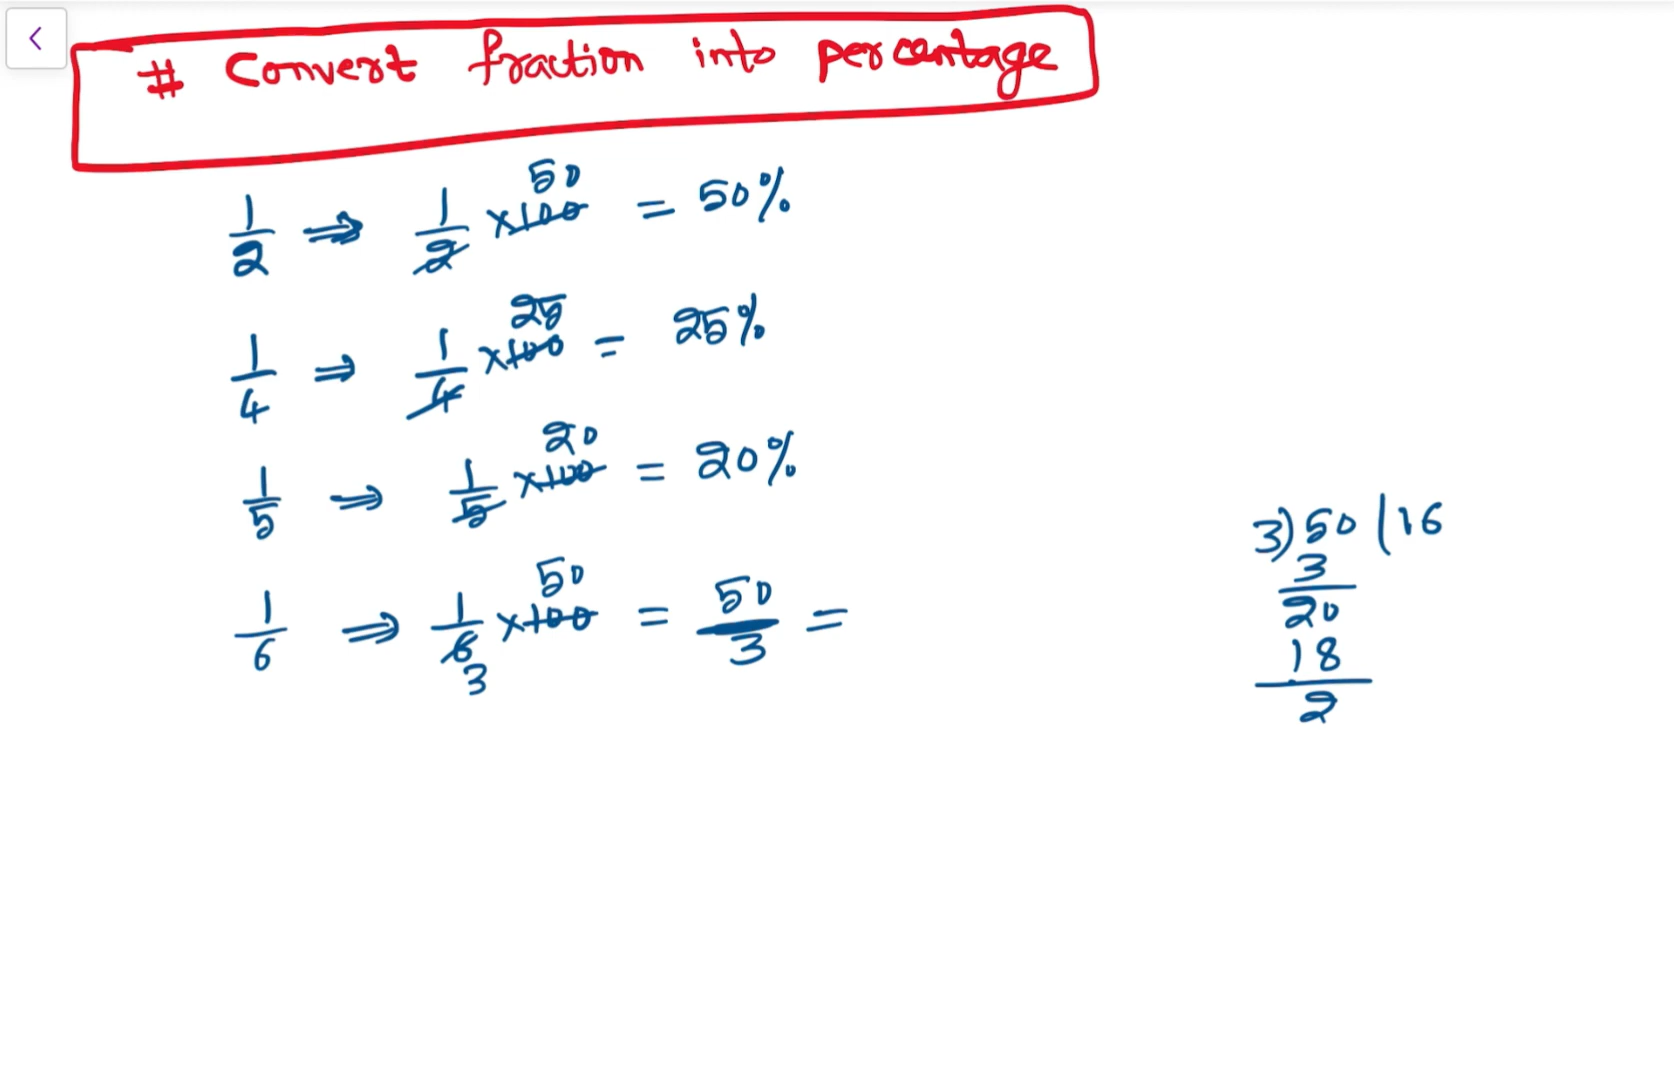 # Convert fraction into percentage
1/2 ⇒ 1/2 ×100 50 = 50%
1/4 ⇒ 1/4 ×100 25 = 25%
1/5 ⇒ 1/5 ×100 20 = 20%
1/6 ⇒ 1/6 3 ×100 50 = 50/3 =
3)50(16
3
20
18
2